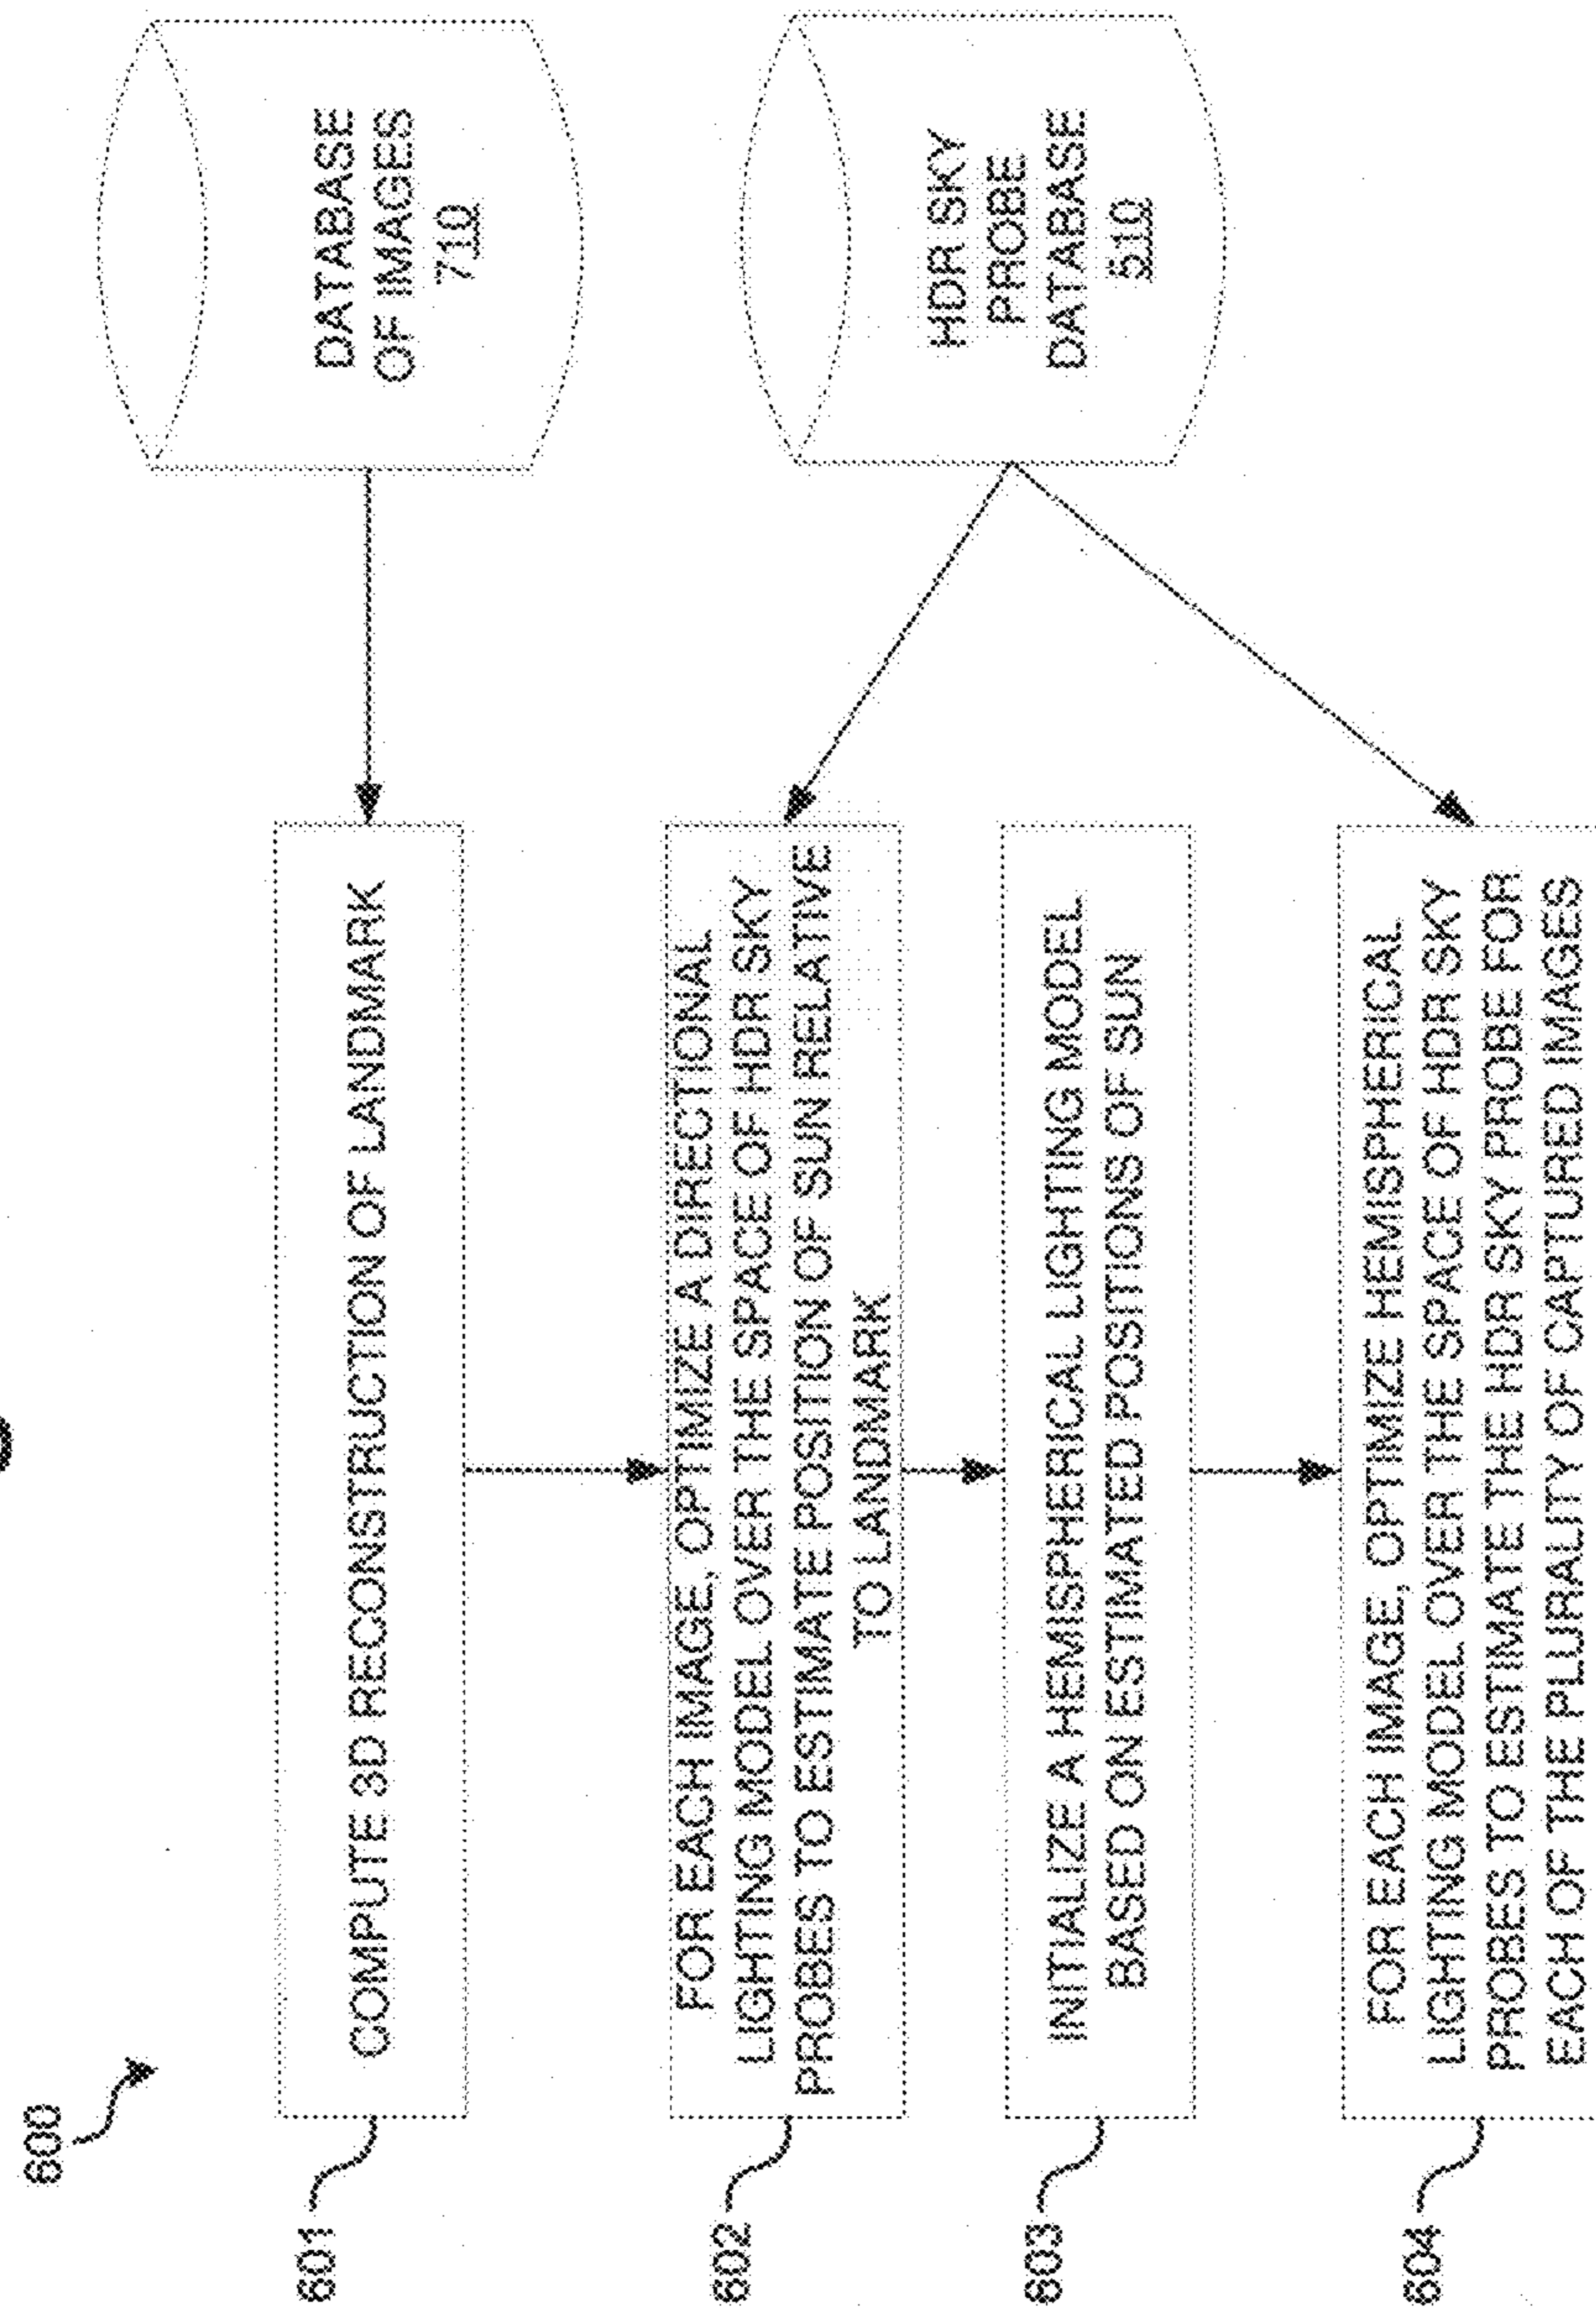 600
601
COMPUTE 3D RECONSTRUCTION OF LANDMARK
DATABASE
OF IMAGES
710
602
FOR EACH IMAGE, OPTIMIZE A DIRECTIONAL
LIGHTING MODEL OVER THE SPACE OF HDR SKY
PROBES TO ESTIMATE POSITION OF SUN RELATIVE
TO LANDMARK
HDR SKY
PROBE
DATABASE
510
603
INITIALIZE A HEMISPHERICAL LIGHTING MODEL
BASED ON ESTIMATED POSITIONS OF SUN
604
FOR EACH IMAGE, OPTIMIZE HEMISPHERICAL
LIGHTING MODEL OVER THE SPACE OF HDR SKY
PROBES TO ESTIMATE THE HDR SKY PROBE FOR
EACH OF THE PLURALITY OF CAPTURED IMAGES